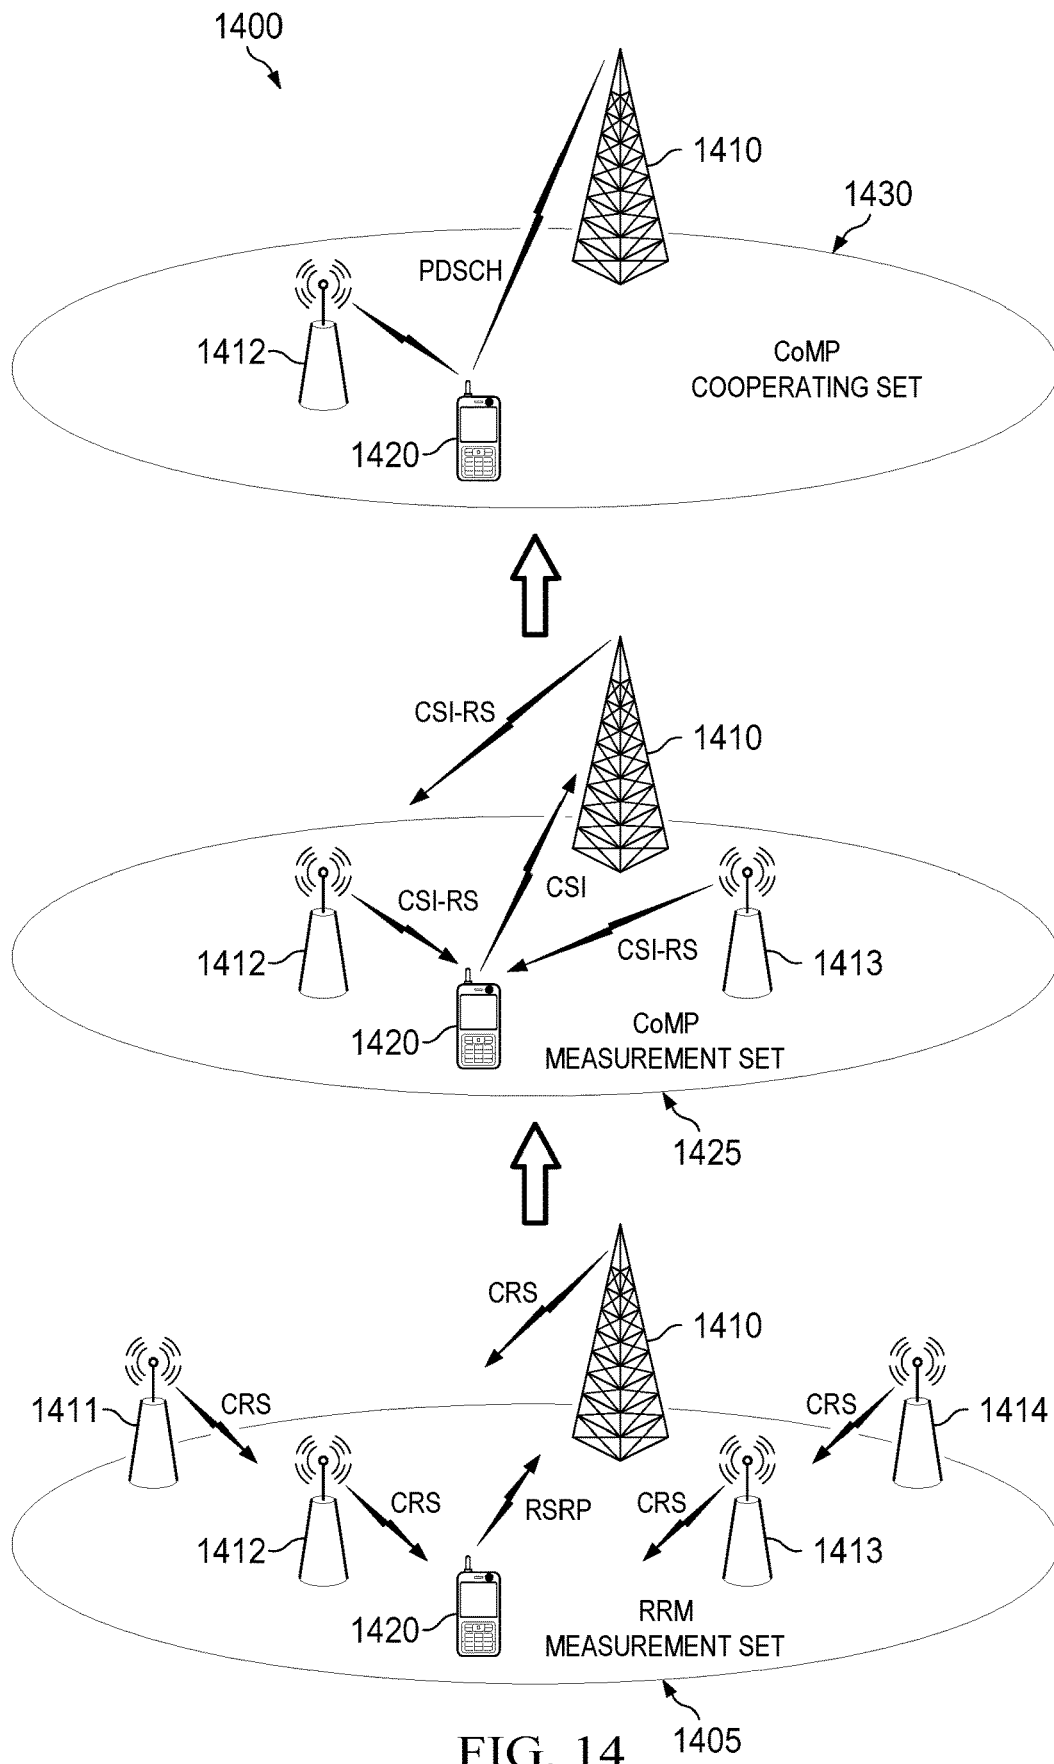 1400
1410
1430
PDSCH
1412
CoMP
COOPERATING SET
1420
CSI-RS
1410
CSI-RS
CSI
1412
CSI-RS
1413
1420
CoMP
MEASUREMENT SET
1425
CRS
1410
1411
CRS
CRS
1414
CRS
RSRP
CRS
1412
1413
1420
RRM
MEASUREMENT SET
1405
FIG. 14